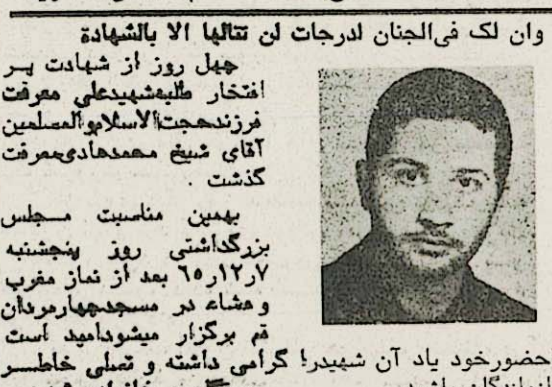 وان لک فی‌الجنان لدرجات لن تنالها الا بالشهادة
چهل روز از شهادت پر
افتخار طلبه‌شهیدعلی معرفت
فرزندحجت‌الاسلام‌والمسلمین
آقای شیخ محمدهادی‌معرفت
گذشت .
بهمین مناسبت مجلس
بزرگداشتی روز پنجشنبه
۷ر۱۲ر۶۵ بعد از نماز مغرب
و عشاء در مسجدچهارمردان
قم برگزار میشودامید است
حضورخود یاد آن شهیدرا گرامی داشته و تسلی خاطر